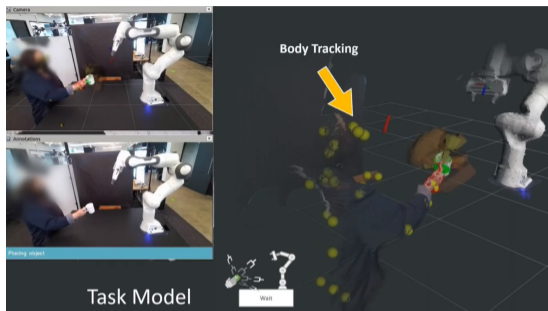 Camera
Body Tracking
Annotations
Placing object
Task Model
Wait